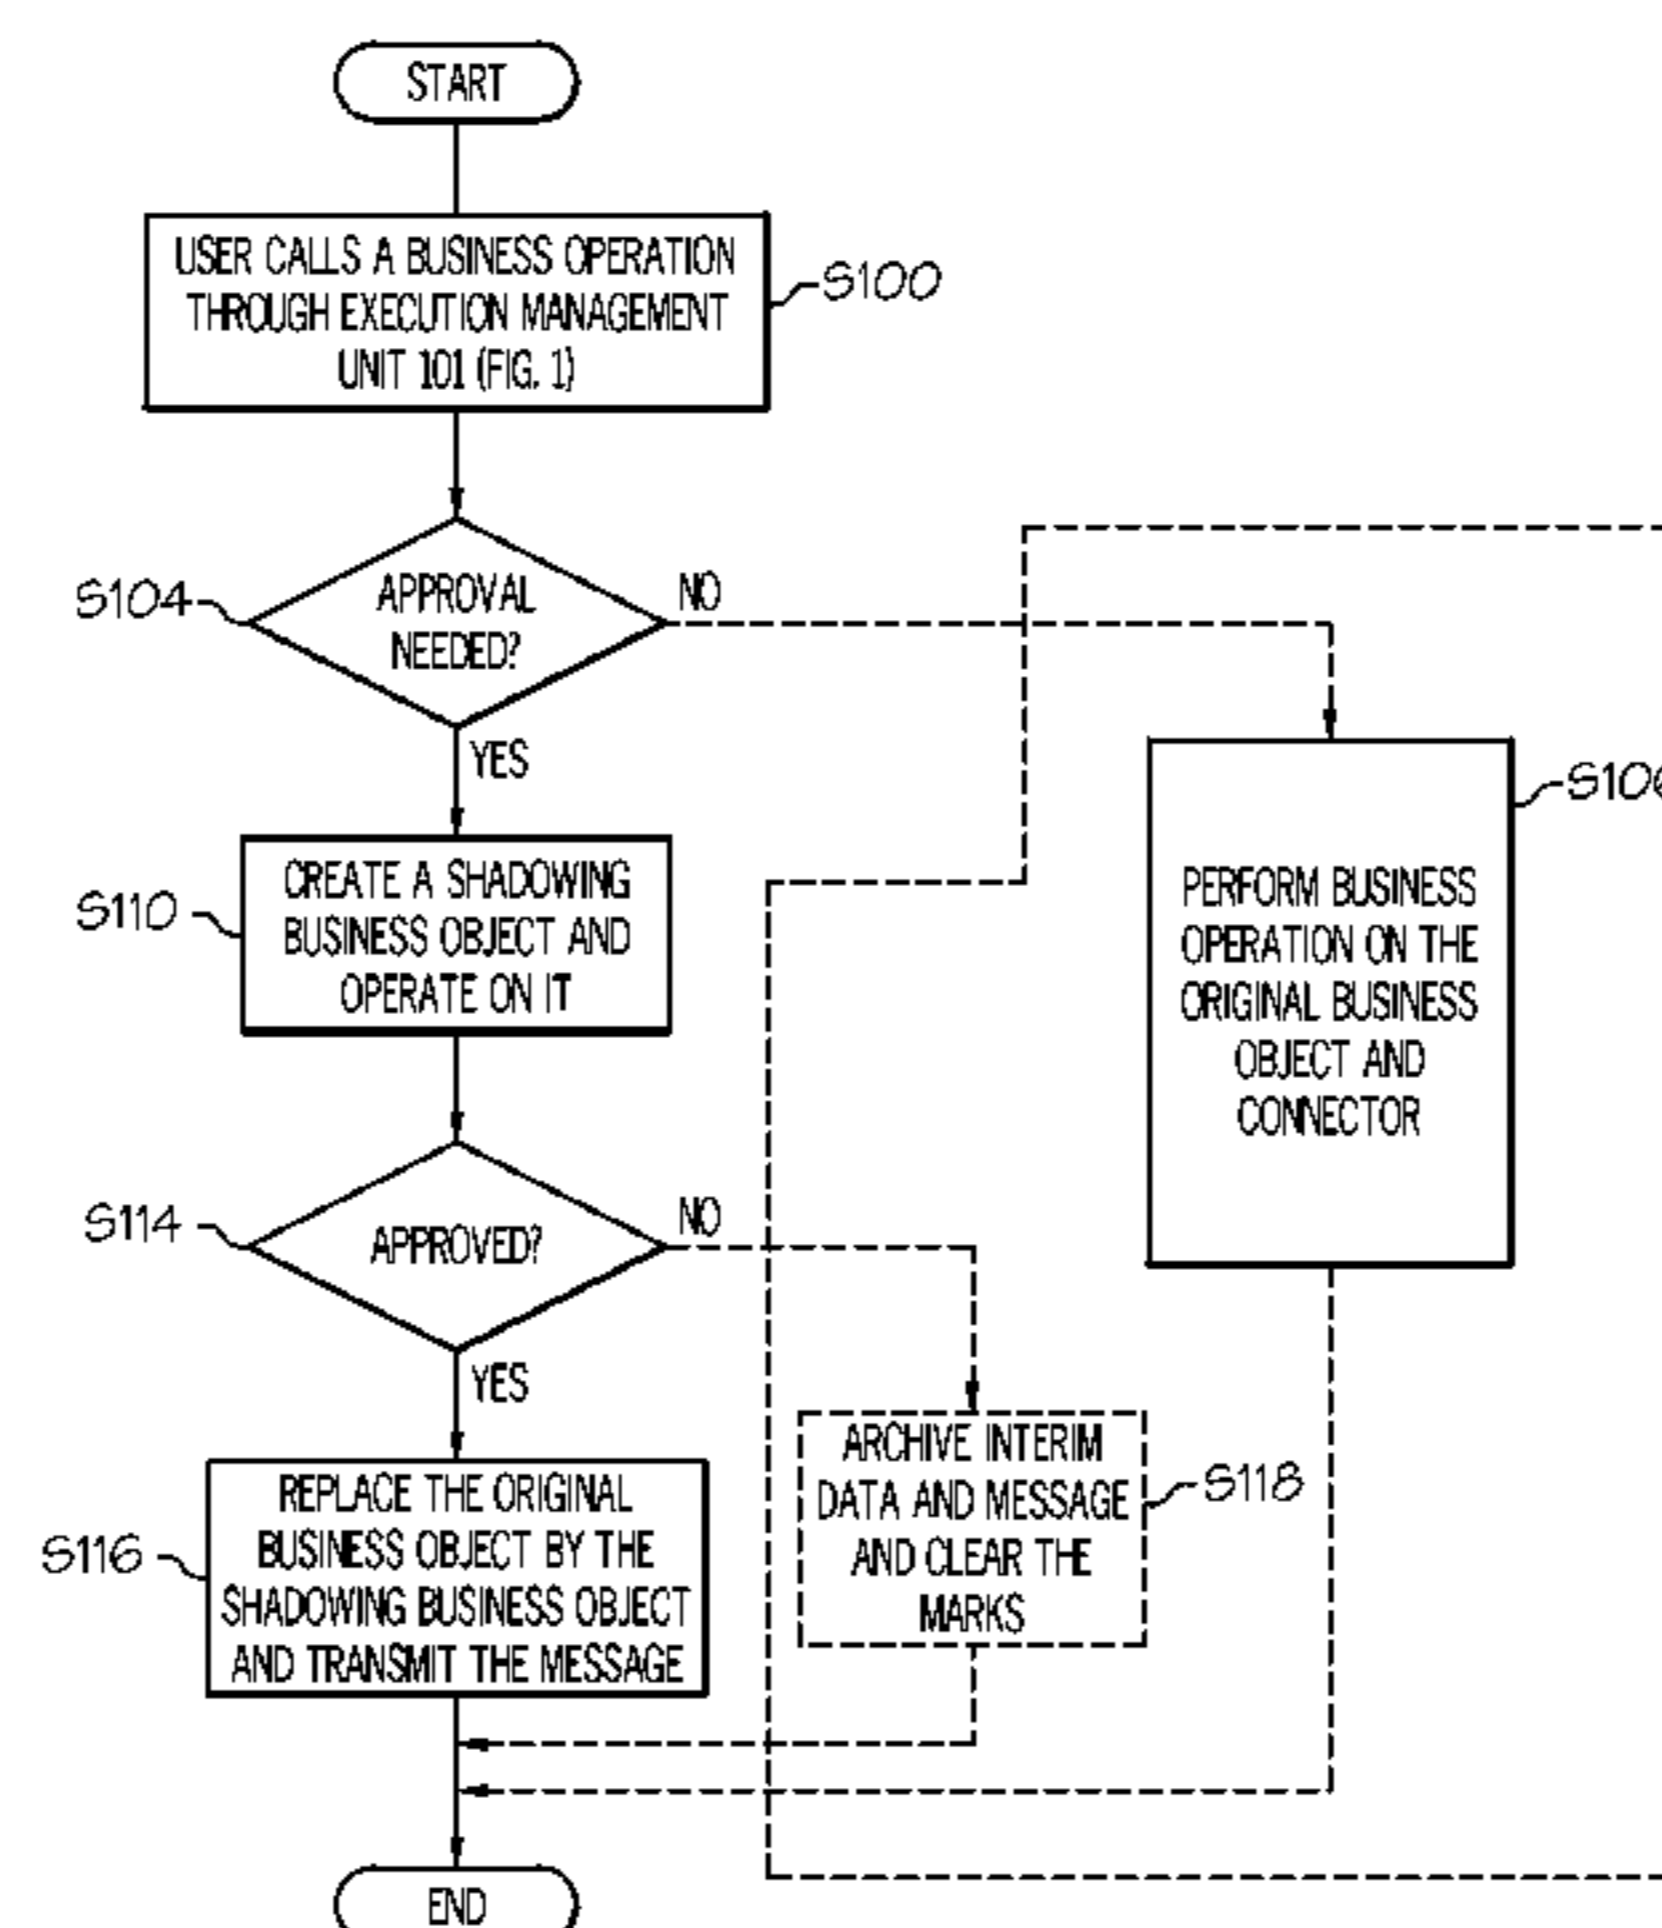 START
USER CALLS A BUSINESS OPERATION
THROUGH EXECUTION MANAGEMENT
UNIT 101 (FIG. 1)
S100
S104
APPROVAL
NEEDED?
NO
YES
S110
CREATE A SHADOWING
BUSINESS OBJECT AND
OPERATE ON IT
PERFORM BUSINESS
OPERATION ON THE
ORIGINAL BUSINESS
OBJECT AND
CONNECTOR
S114
APPROVED?
NO
YES
S116
REPLACE THE ORIGINAL
BUSINESS OBJECT BY THE
SHADOWING BUSINESS OBJECT
AND TRANSMIT THE MESSAGE
ARCHIVE INTERIM
DATA AND MESSAGE
AND CLEAR THE
MARKS
S118
END